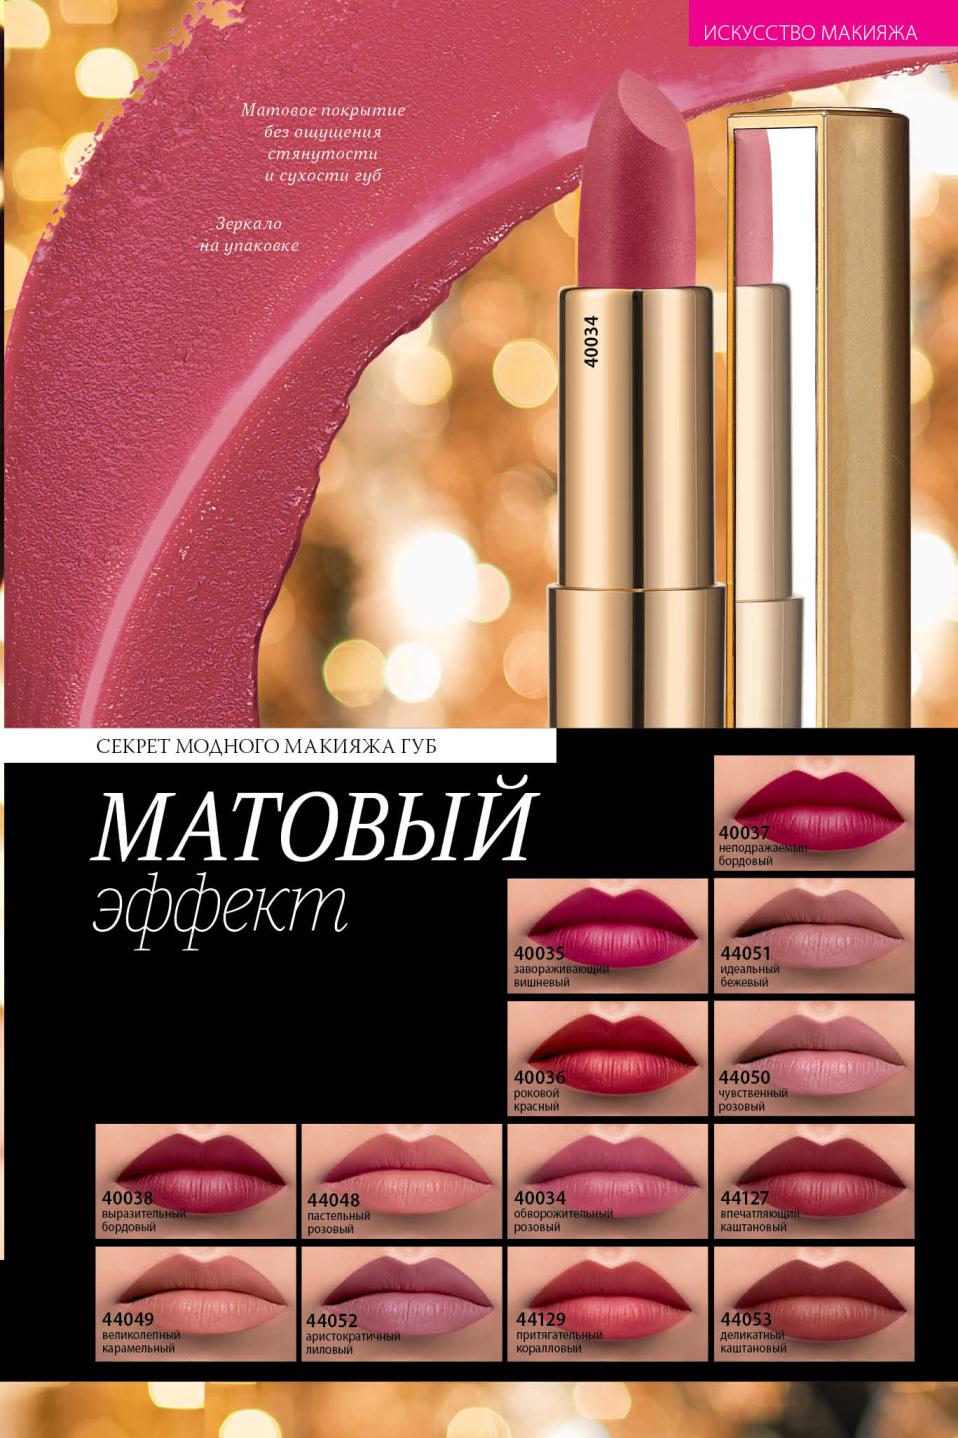 ИСКУССТВО МАКИЯЖА
Матовое покрытие
без ощущения
стянутости
и сухости губ
Зеркало
на упаковке
40034
СЕКРЕТ МОДНОГО МАКИЯЖА ГУБ
МАТОВЫЙ
эффект
40037
неподражаемый
бордовый
40035
завораживающий
вишневый
44051
идеальный
бежевый
40036
роковой
красный
44050
чувственный
розовый
40038
выразительный
бордовый
44048
пастельный
розовый
40034
обворожительный
розовый
44127
впечатляющий
каштановый
44049
великолепный
карамельный
44052
аристократичный
лиловый
44129
притягательный
коралловый
44053
деликатный
каштановый